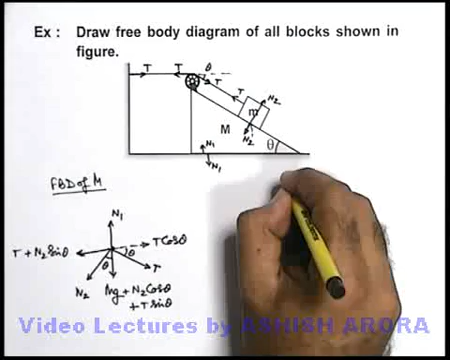 Ex : Draw free body diagram of all blocks shown in
figure.
T T θ
T
T
N₂
m
N₂
M
θ
N₁
N₁
FBD of M
N₁
T Cosθ
T + N₂Sinθ
θ
θ
T
N₂
Mg + N₂Cosθ
+ T Sinθ
Video Lectures by ASHISH ARORA